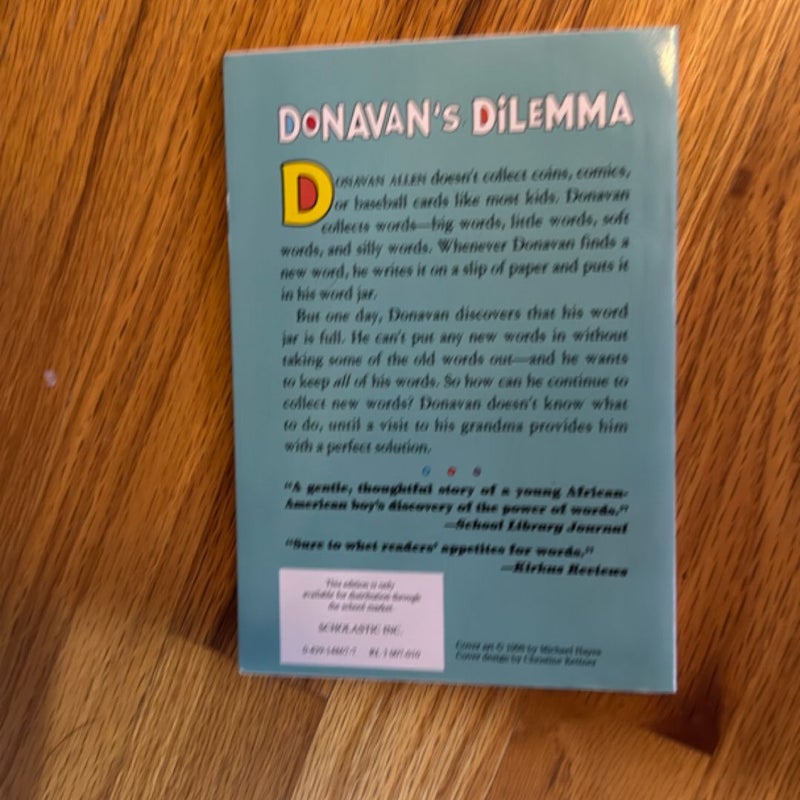 DONAVAN'S DILEMMA
DONAVAN ALLEN doesn't collect coins, comics,
or baseball cards like most kids. Donavan
collects words—big words, little words, soft
words, and silly words. Whenever Donavan finds a
new word, he writes it on a slip of paper and puts it
in his word jar.
But one day, Donavan discovers that his word
jar is full. He can't put any new words in without
taking some of the old words out—and he wants
to keep all of his words. So how can he continue to
collect new words? Donavan doesn't know what
to do, until a visit to his grandma provides him
with a perfect solution.
"A gentle, thoughtful story of a young African-
American boy's discovery of the power of words."
—School Library Journal
"Sure to whet readers' appetites for words."
—Kirkus Reviews
This edition is only
available for distribution through
the school market.
SCHOLASTIC INC.
RL
Cover art © by Michael Hays
Cover design by Christine Kettner